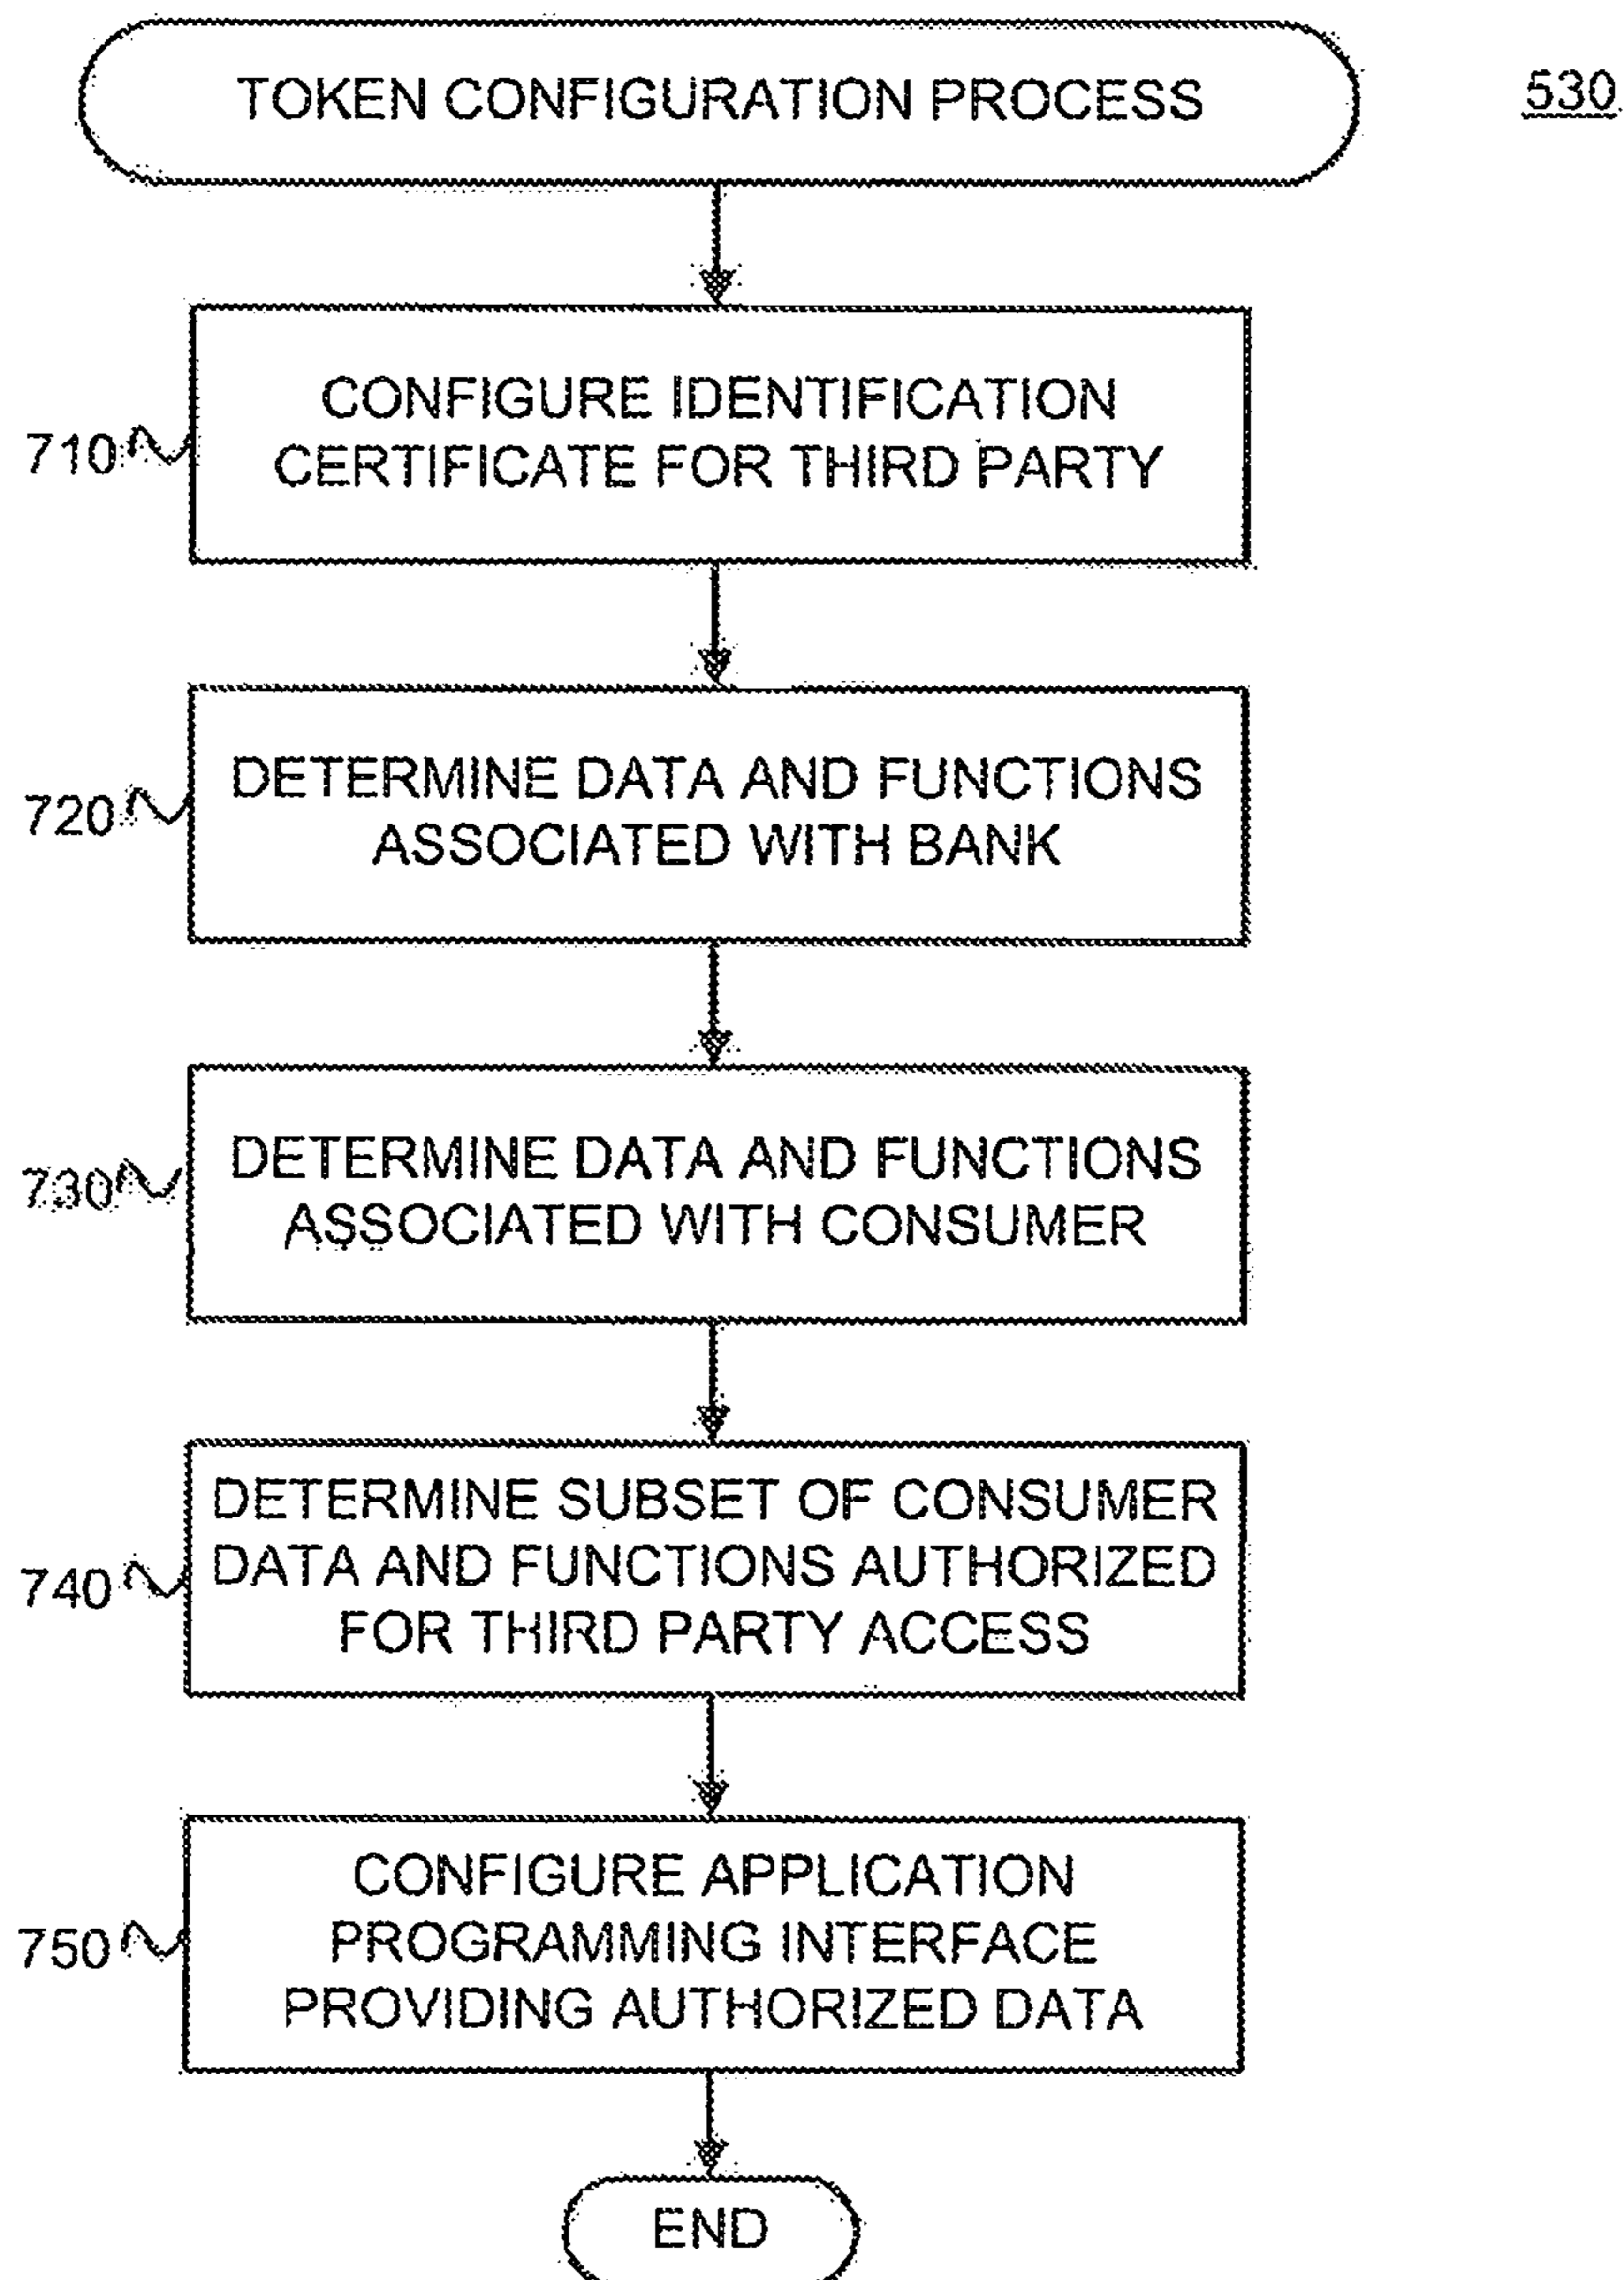 TOKEN CONFIGURATION PROCESS
530
CONFIGURE IDENTIFICATION
CERTIFICATE FOR THIRD PARTY
710
DETERMINE DATA AND FUNCTIONS
ASSOCIATED WITH BANK
720
DETERMINE DATA AND FUNCTIONS
ASSOCIATED WITH CONSUMER
730
DETERMINE SUBSET OF CONSUMER
DATA AND FUNCTIONS AUTHORIZED
FOR THIRD PARTY ACCESS
740
CONFIGURE APPLICATION
PROGRAMMING INTERFACE
PROVIDING AUTHORIZED DATA
750
END